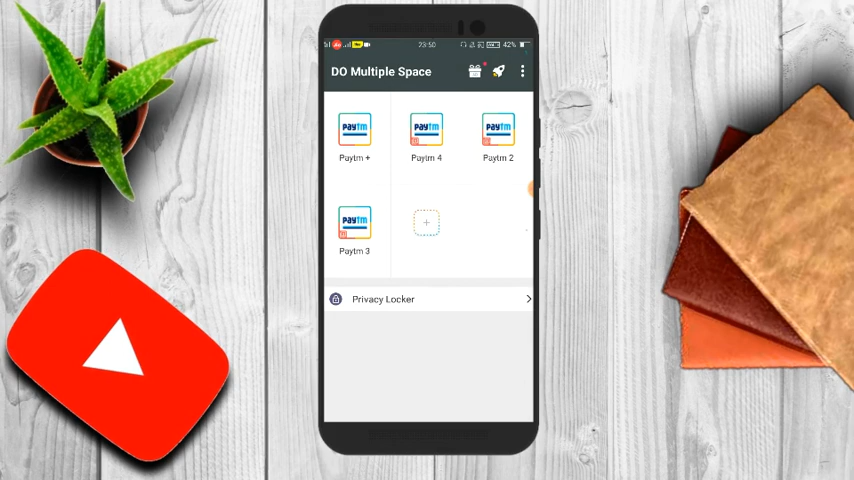 23:50
42%
DO Multiple Space
paytm
paytm
paytm
Paytm +
Paytm 4
Paytm 2
paytm
Paytm 3
Privacy Locker